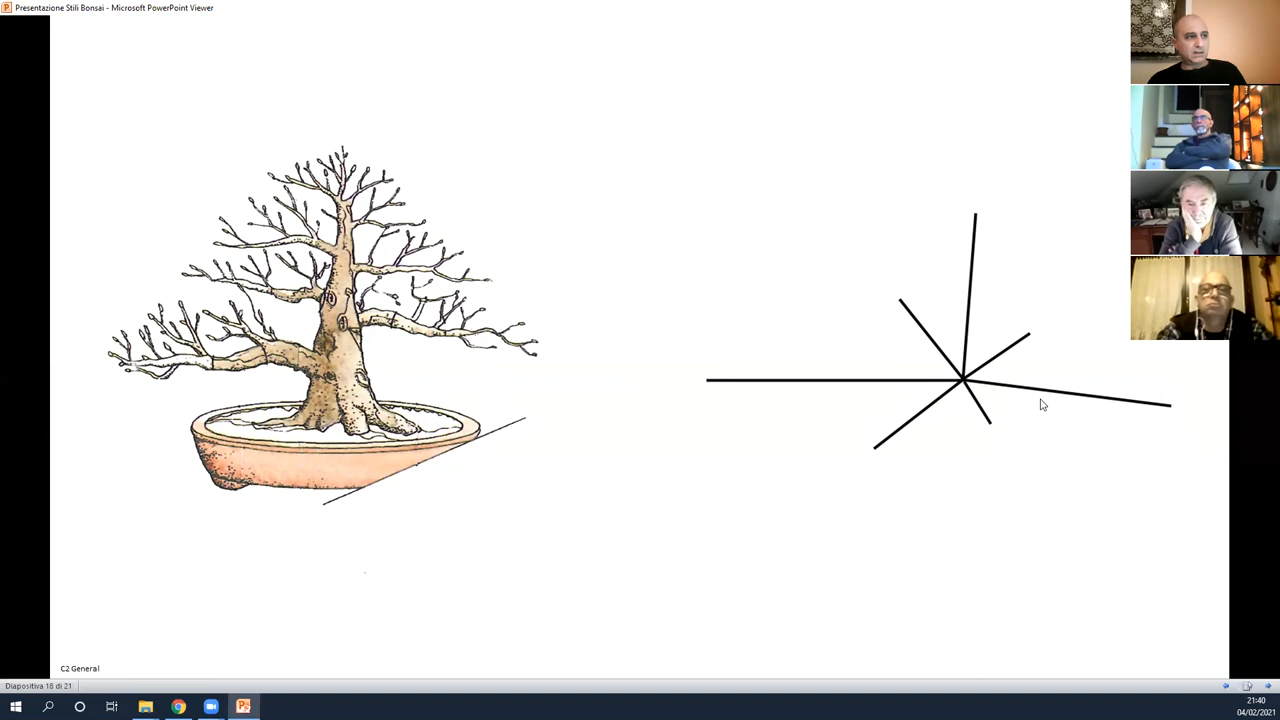 Presentazione Stili Bonsai - Microsoft PowerPoint Viewer
C2 General
Diapositiva 18 di 21
21:40
04/02/2021